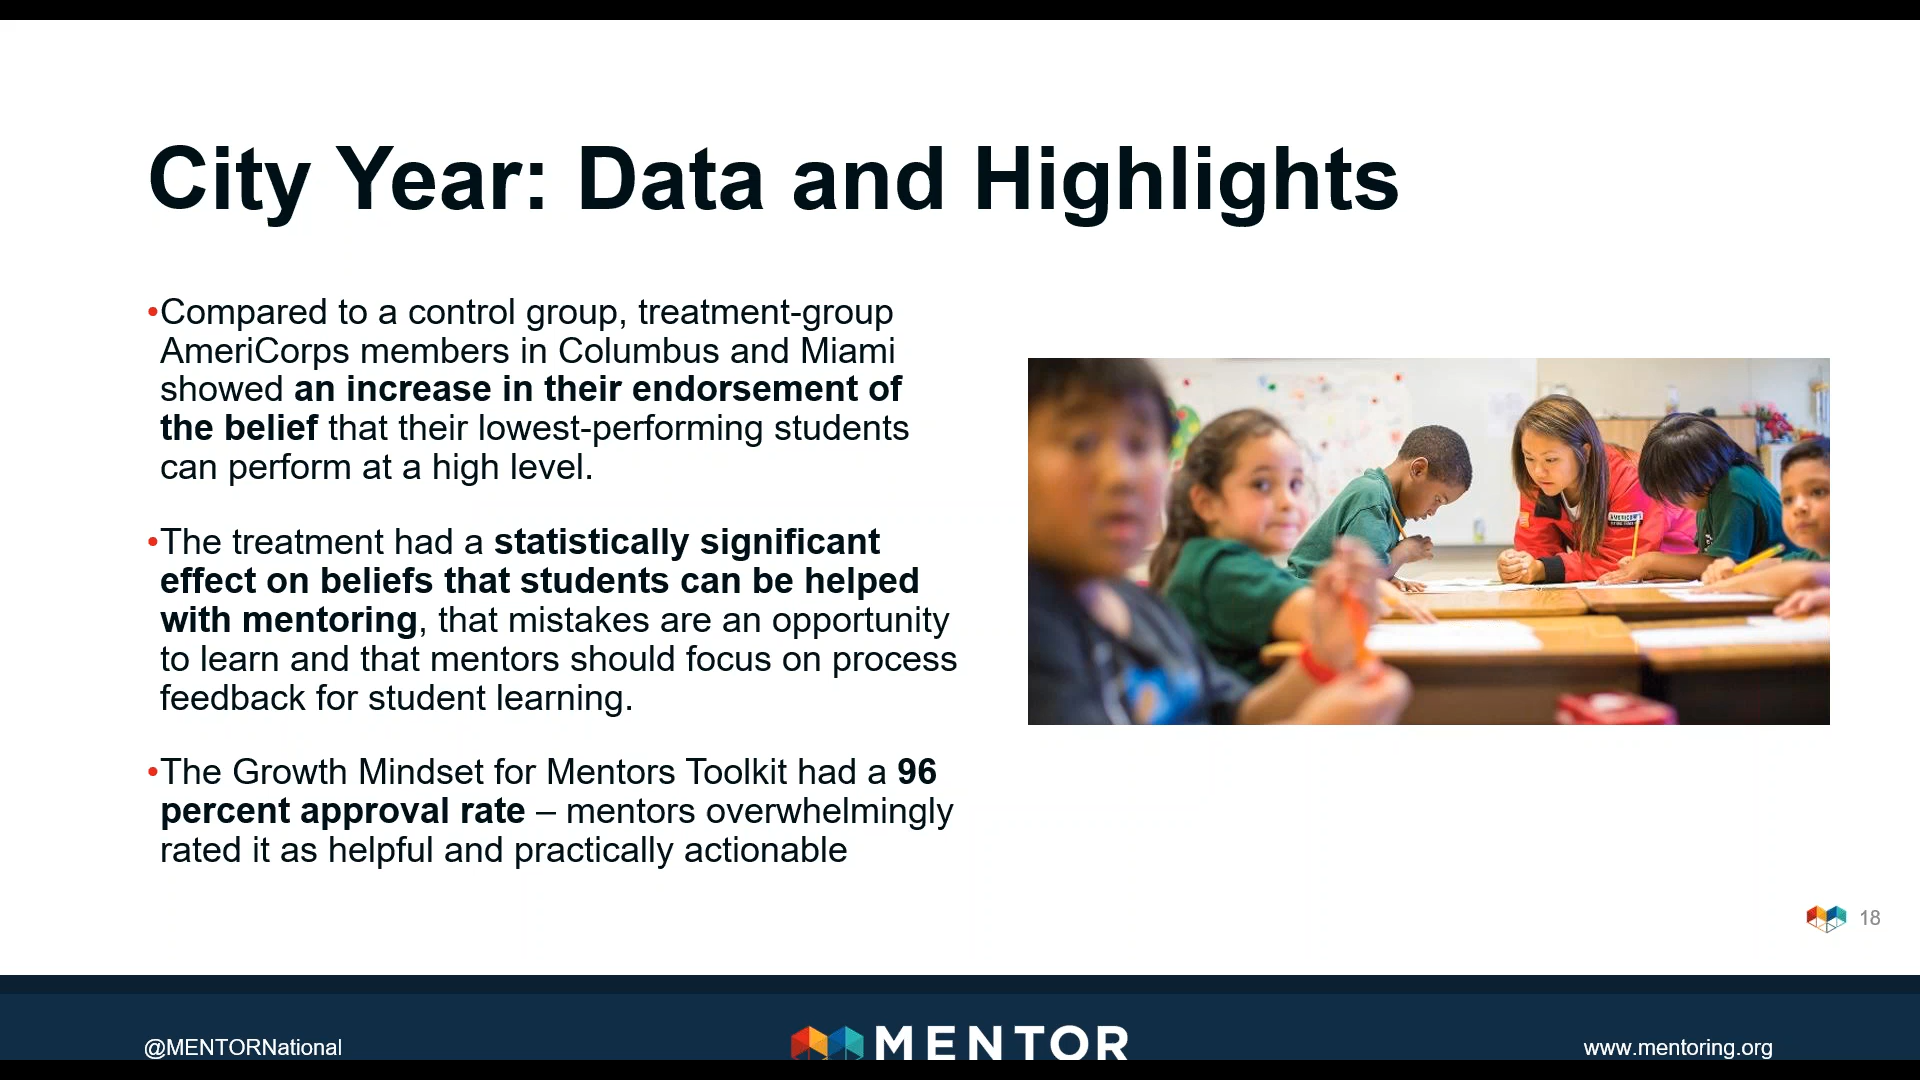 City Year: Data and Highlights
•Compared to a control group, treatment-group
AmeriCorps members in Columbus and Miami
showed an increase in their endorsement of
the belief that their lowest-performing students
can perform at a high level.
•The treatment had a statistically significant
effect on beliefs that students can be helped
with mentoring, that mistakes are an opportunity
to learn and that mentors should focus on process
feedback for student learning.
•The Growth Mindset for Mentors Toolkit had a 96
percent approval rate – mentors overwhelmingly
rated it as helpful and practically actionable
18
@MENTORNational
MENTOR
www.mentoring.org